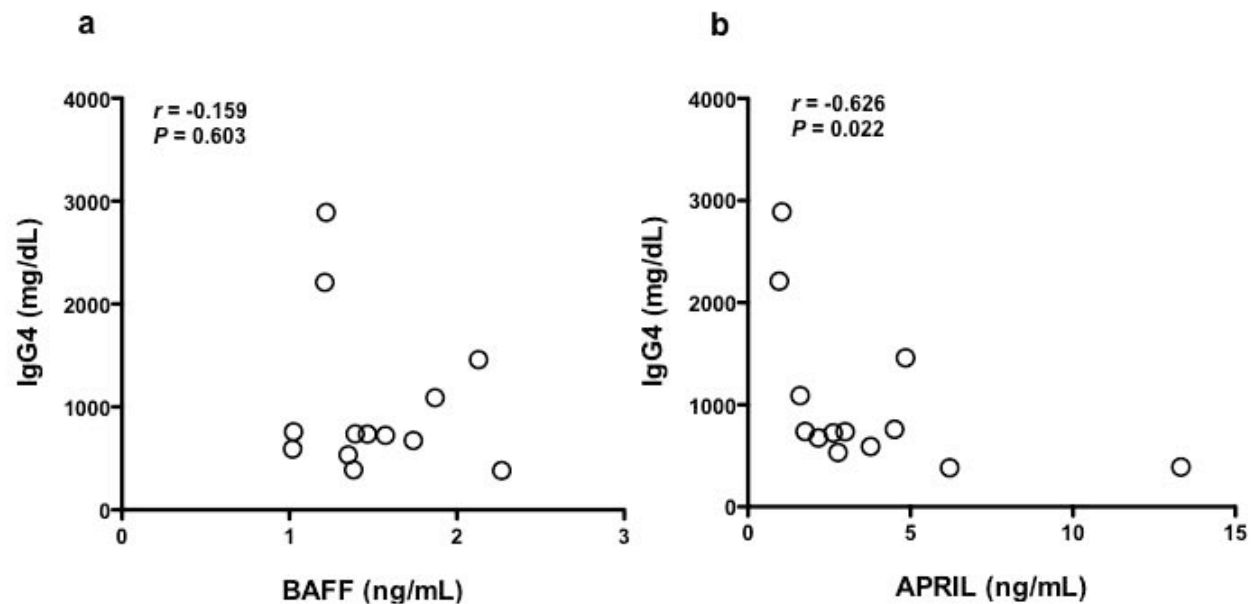 a
r = -0.159
P = 0.603
4000
3000
2000
1000
0
IgG4 (mg/dL)
0 1 2 3
BAFF (ng/mL)
b
r = -0.626
P = 0.022
4000
3000
2000
1000
0
IgG4 (mg/dL)
0 5 10 15
APRIL (ng/mL)